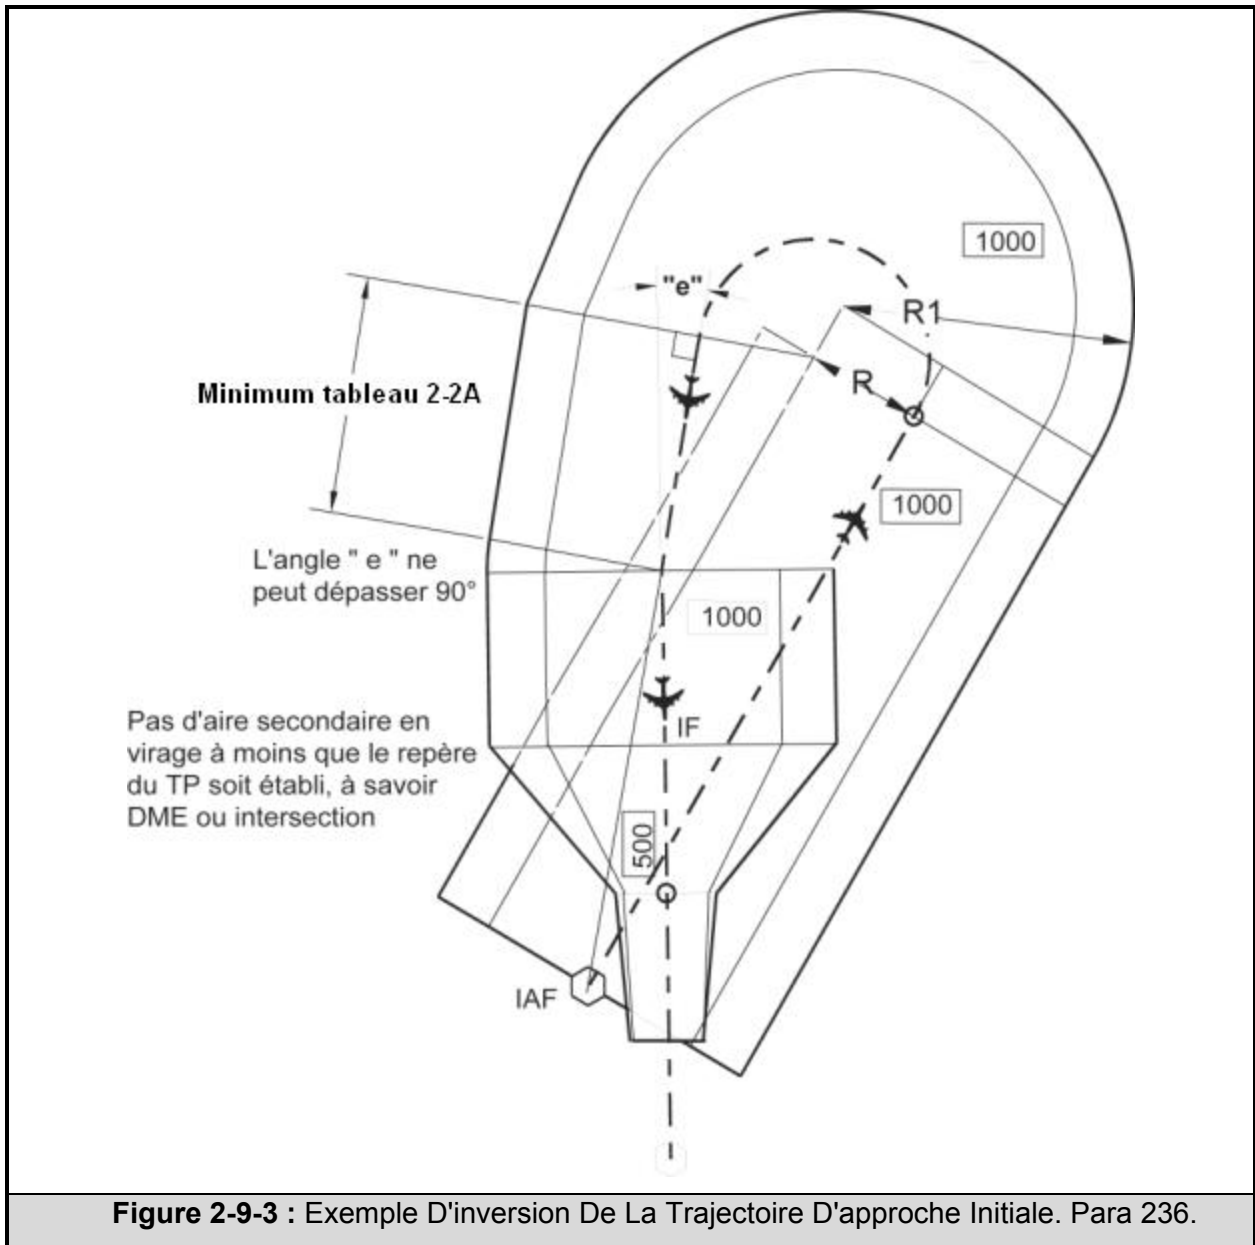 1000
"e"
R1
Minimum tableau 2-2A
R
1000
L'angle " e " ne
peut dépasser 90°
1000
Pas d'aire secondaire en
virage à moins que le repère
du TP soit établi, à savoir
DME ou intersection
IF
500
IAF
Figure 2-9-3 : Exemple D'inversion De La Trajectoire D'approche Initiale. Para 236.